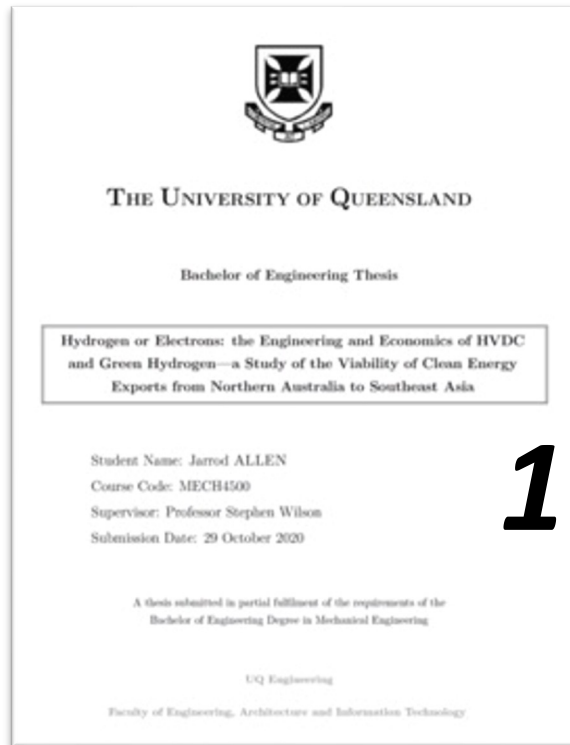 THE UNIVERSITY OF QUEENSLAND
Bachelor of Engineering Thesis
Hydrogen or Electrons: the Engineering and Economics of HVDC
and Green Hydrogen—a Study of the Viability of Clean Energy
Exports from Northern Australia to Southeast Asia
Student Name: Jarrod ALLEN
Course Code: MECH4500
Supervisor: Professor Stephen Wilson
Submission Date: 29 October 2020
1
A thesis submitted in partial fulfilment of the requirements of the
Bachelor of Engineering Degree in Mechanical Engineering
UQ Engineering
Faculty of Engineering, Architecture and Information Technology